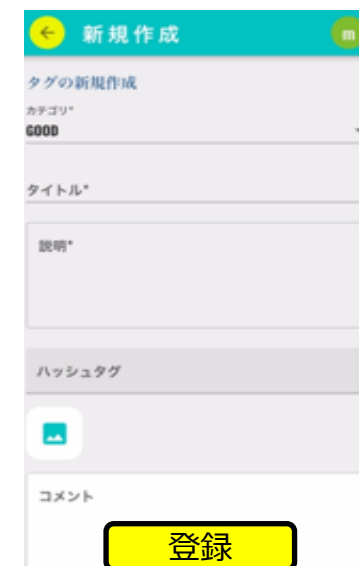 ← 新規作成 m
タグの新規作成
カテゴリ*
GOOD
タイトル*
説明*
ハッシュタグ
コメント
登録